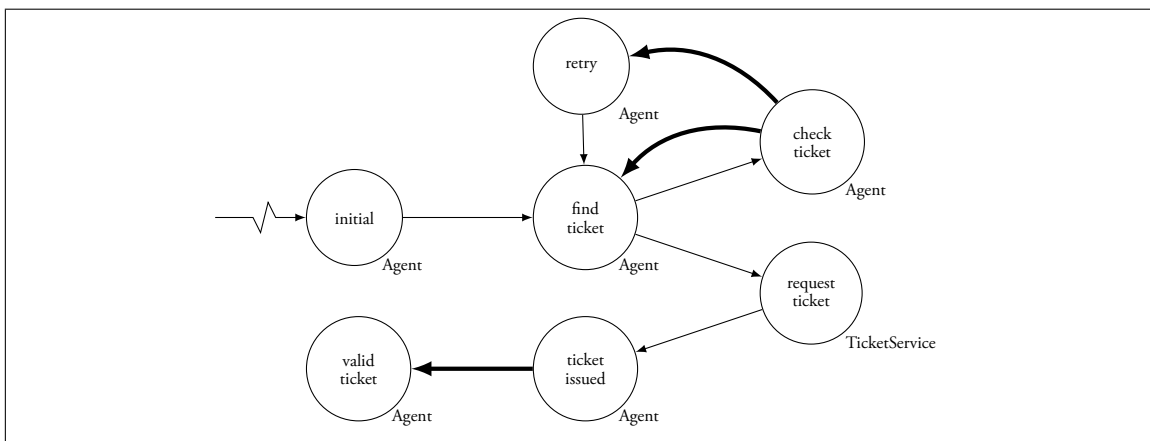 retry
Agent
check
ticket
Agent
initial
Agent
find
ticket
Agent
request
ticket
TicketService
valid
ticket
Agent
ticket
issued
Agent